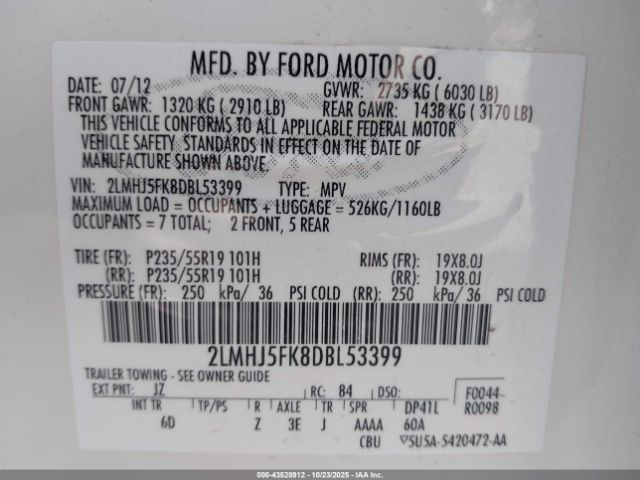 MFD. BY FORD MOTOR CO.
DATE: 07/12 GVWR: 2735 KG ( 6030 LB)
FRONT GAWR: 1320 KG ( 2910 LB) REAR GAWR: 1438 KG ( 3170 LB)
THIS VEHICLE CONFORMS TO ALL APPLICABLE FEDERAL MOTOR
VEHICLE SAFETY STANDARDS IN EFFECT ON THE DATE OF
MANUFACTURE SHOWN ABOVE.
VIN: 2LMHJ5FK8DBL53399 TYPE: MPV
MAXIMUM LOAD = OCCUPANTS + LUGGAGE = 526KG/1160LB
OCCUPANTS = 7 TOTAL; 2 FRONT, 5 REAR
TIRE (FR): P235/55R19 101H RIMS (FR): 19X8.0J
(RR): P235/55R19 101H (RR): 19X8.0J
PRESSURE (FR): 250 kPa/ 36 PSI COLD (RR): 250 kPa/ 36 PSI COLD
2LMHJ5FK8DBL53399
TRAILER TOWING - SEE OWNER GUIDE
EXT PNT: JZ RC: 84 DSO: F0044
INT TR TP/PS R AXLE TR SPR DP41L R0098
6D Z 3E J AAAA 60A
CBU 5U5A-5420472-AA
000-43528912 - 10/23/2025 - IAAI.COM